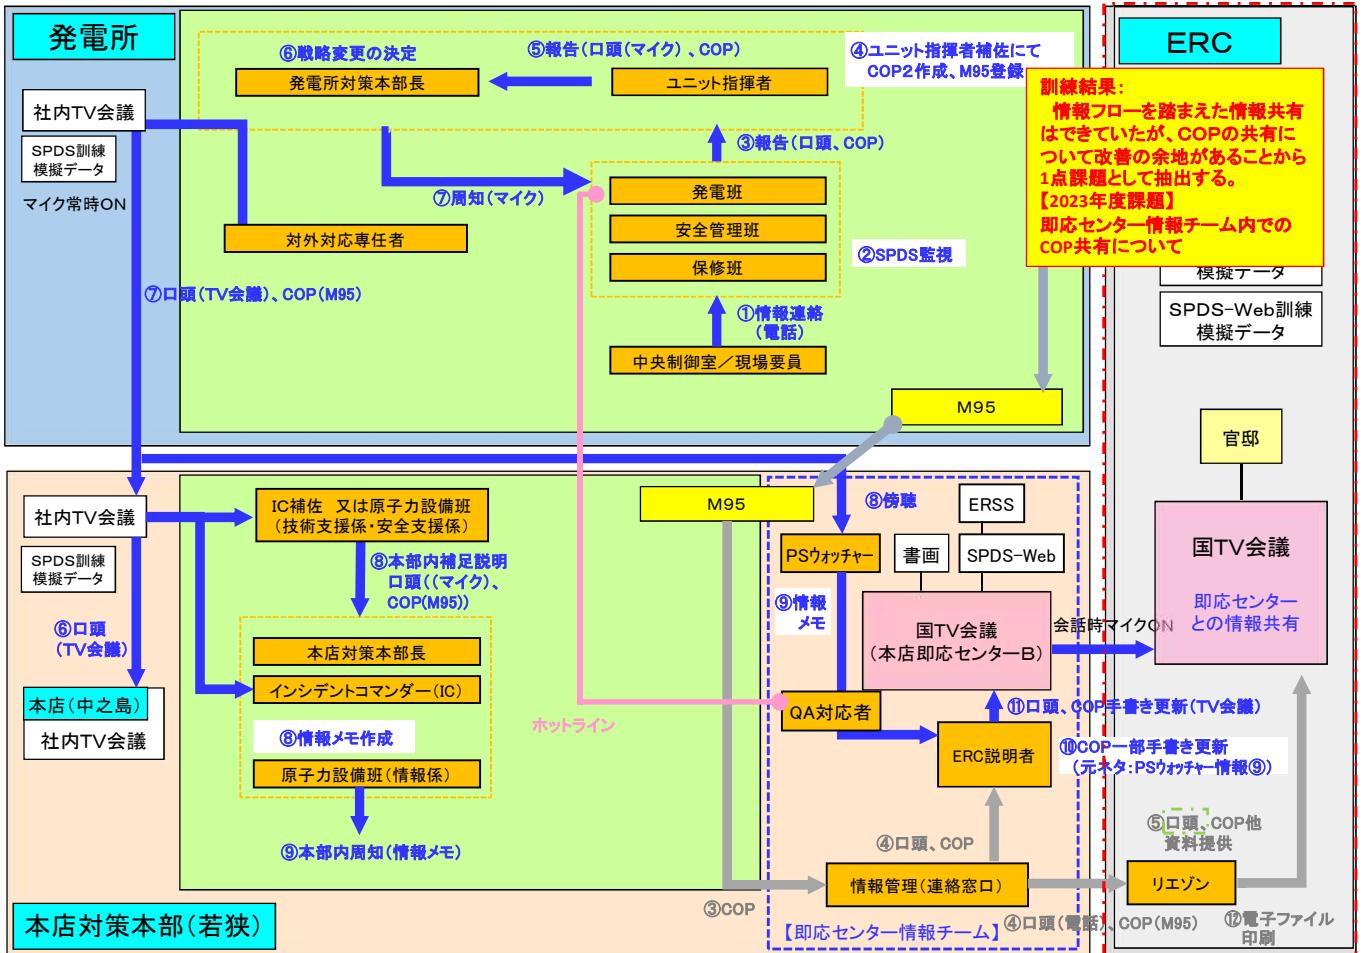 発電所
社内TV会議
SPDS訓練
模擬データ
マイク常時ON
⑥戦略変更の決定
発電所対策本部長
⑤報告(口頭(マイク)、COP)
ユニット指揮者
④ユニット指揮者補佐にて
COP2作成、M95登録
③報告(口頭、COP)
⑦周知(マイク)
発電班
安全管理班
保修班
対外対応専任者
②SPDS監視
⑦口頭(TV会議)、COP(M95)
①情報連絡
(電話)
中央制御室/現場要員
M95
ERC
訓練結果:
情報フローを踏まえた情報共有
はできていたが、COPの共有に
ついて改善の余地があることから
1点課題として抽出する。
【2023年度課題】
即応センター情報チーム内での
COP共有について
模擬データ
SPDS-Web訓練
模擬データ
官邸
国TV会議
即応センター
との情報共有
社内TV会議
SPDS訓練
模擬データ
⑥口頭
(TV会議)
本店(中之島)
社内TV会議
IC補佐 又は原子力設備班
(技術支援係・安全支援係)
⑧本部内補足説明
口頭((マイク)、
COP(M95))
本店対策本部長
インシデントコマンダー(IC)
⑧情報メモ作成
原子力設備班(情報係)
⑨本部内周知(情報メモ)
M95
ホットライン
⑧傍聴
ERSS
PSウォッチャー
書画
SPDS-Web
⑨情報
メモ
国TV会議
(本店即応センターB)
会話時マイクON
QA対応者
⑪口頭、COP手書き更新(TV会議)
ERC説明者
⑩COP一部手書き更新
(元ネタ:PSウォッチャー情報⑨)
④口頭、COP
⑤口頭、COP他
資料提供
情報管理(連絡窓口)
リエゾン
③COP
④口頭(電話)、COP(M95)
⑫電子ファイル
印刷
【即応センター情報チーム】
本店対策本部(若狭)